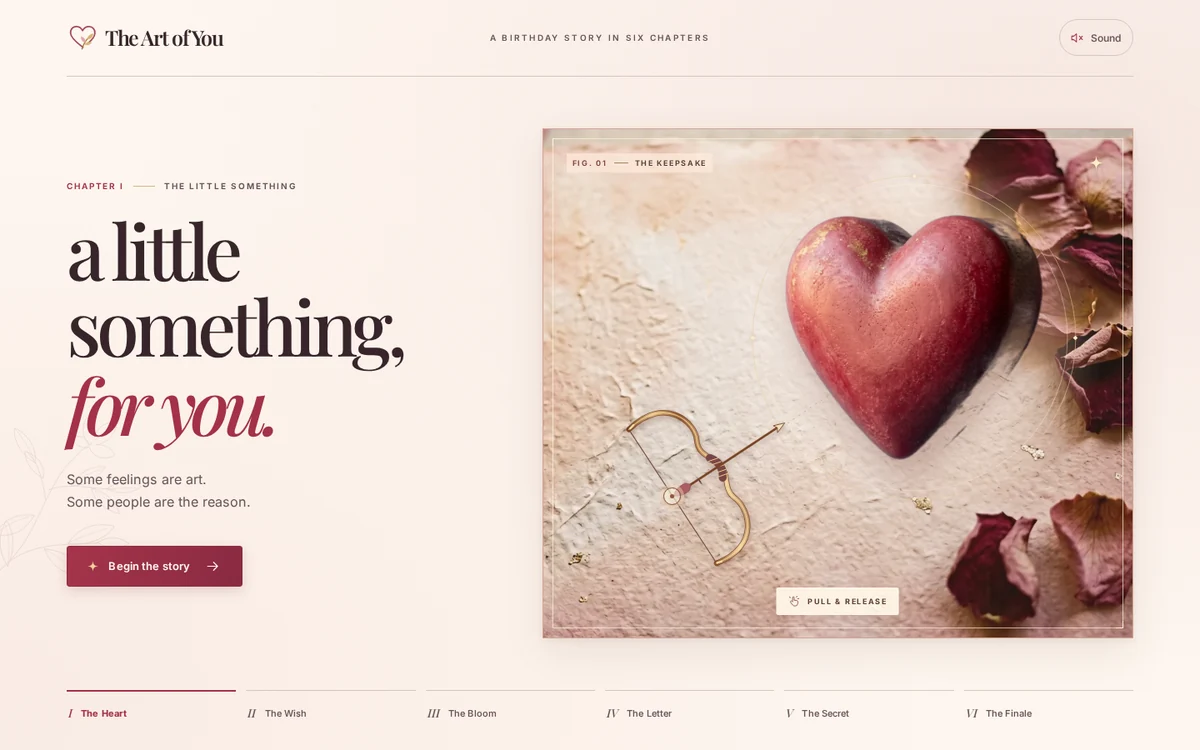 The Art of You
A BIRTHDAY STORY IN SIX CHAPTERS
Sound
CHAPTER I — THE LITTLE SOMETHING
a little
something,
for you.
Some feelings are art.
Some people are the reason.
Begin the story
FIG. 01 — THE KEEPSAKE
PULL & RELEASE
I The Heart
II The Wish
III The Bloom
IV The Letter
V The Secret
VI The Finale